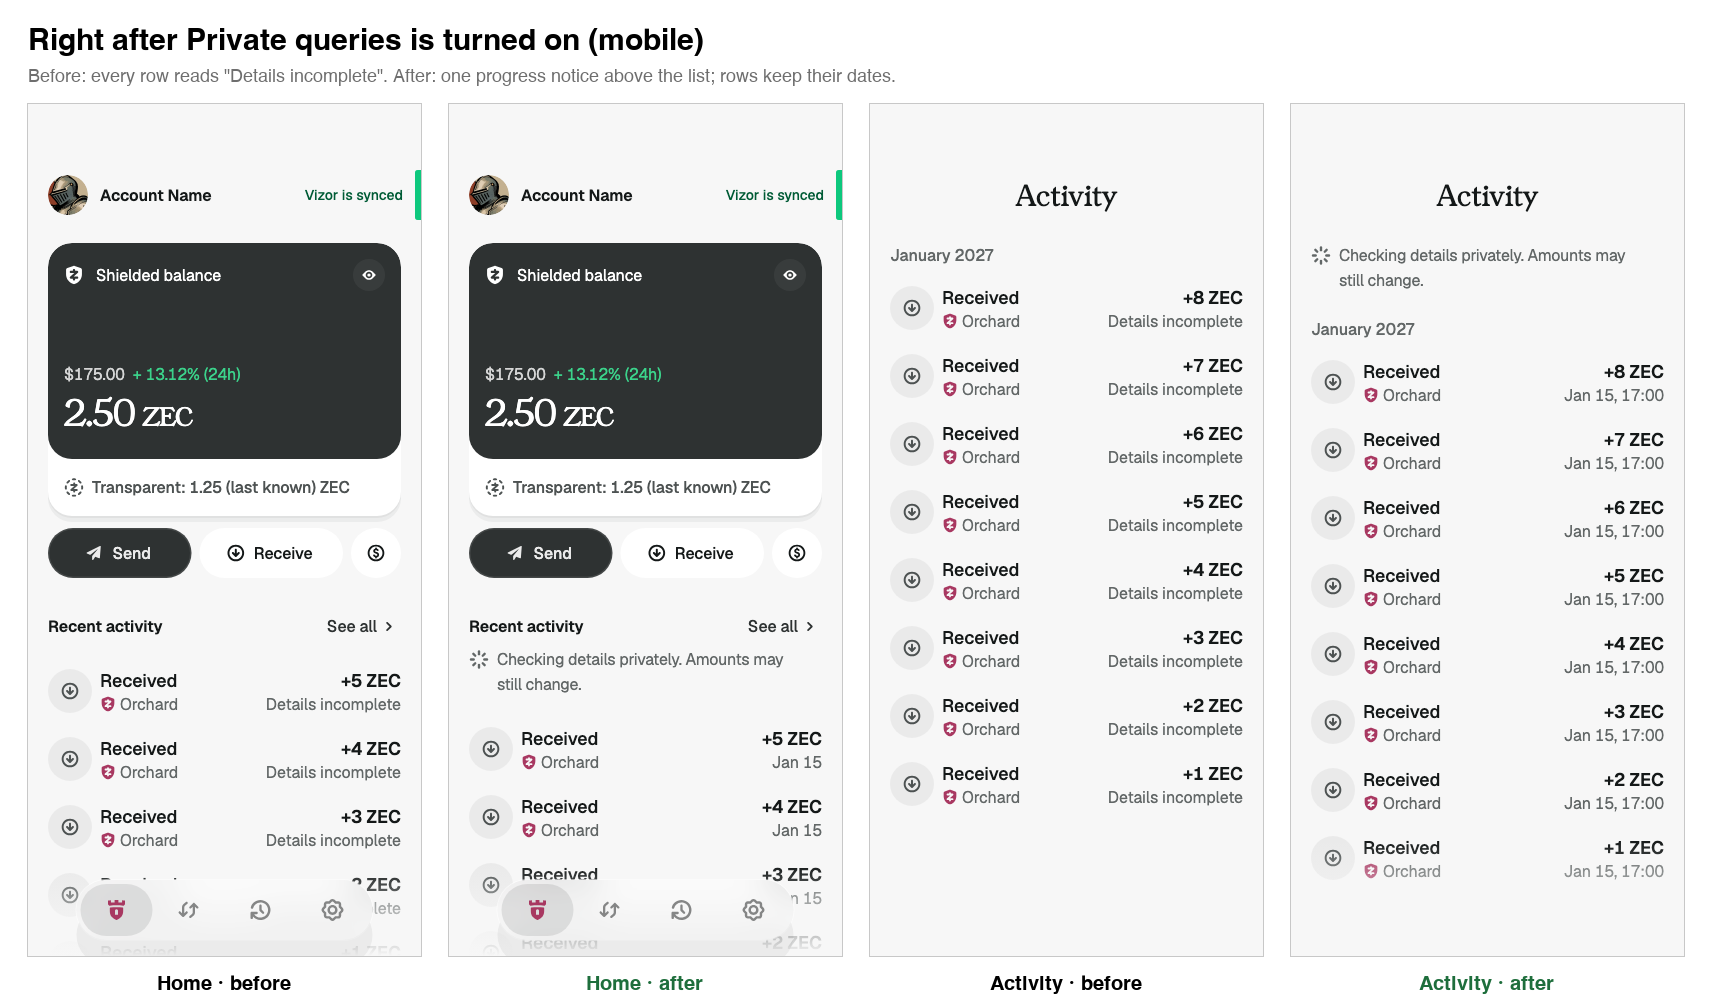 Right after Private queries is turned on (mobile)
Before: every row reads "Details incomplete". After: one progress notice above the list; rows keep their dates.
Account Name
Vizor is synced
Shielded balance
$175.00 + 13.12% (24h)
2.50 ZEC
Transparent: 1.25 (last known) ZEC
Send
Receive
Recent activity
See all
Received
+5 ZEC
Orchard
Details incomplete
Received
+4 ZEC
Orchard
Details incomplete
Received
+3 ZEC
Orchard
Details incomplete
2 ZEC
lete
Received
+1 ZEC
Home · before
Account Name
Vizor is synced
Shielded balance
$175.00 + 13.12% (24h)
2.50 ZEC
Transparent: 1.25 (last known) ZEC
Send
Receive
Recent activity
See all
Checking details privately. Amounts may
still change.
Received
+5 ZEC
Orchard
Jan 15
Received
+4 ZEC
Orchard
Jan 15
Received
+3 ZEC
n 15
Received
+2 ZEC
Home · after
Activity
January 2027
Received
+8 ZEC
Orchard
Details incomplete
Received
+7 ZEC
Orchard
Details incomplete
Received
+6 ZEC
Orchard
Details incomplete
Received
+5 ZEC
Orchard
Details incomplete
Received
+4 ZEC
Orchard
Details incomplete
Received
+3 ZEC
Orchard
Details incomplete
Received
+2 ZEC
Orchard
Details incomplete
Received
+1 ZEC
Orchard
Details incomplete
Activity · before
Activity
Checking details privately. Amounts may
still change.
January 2027
Received
+8 ZEC
Orchard
Jan 15, 17:00
Received
+7 ZEC
Orchard
Jan 15, 17:00
Received
+6 ZEC
Orchard
Jan 15, 17:00
Received
+5 ZEC
Orchard
Jan 15, 17:00
Received
+4 ZEC
Orchard
Jan 15, 17:00
Received
+3 ZEC
Orchard
Jan 15, 17:00
Received
+2 ZEC
Orchard
Jan 15, 17:00
Received
+1 ZEC
Orchard
Jan 15, 17:00
Activity · after